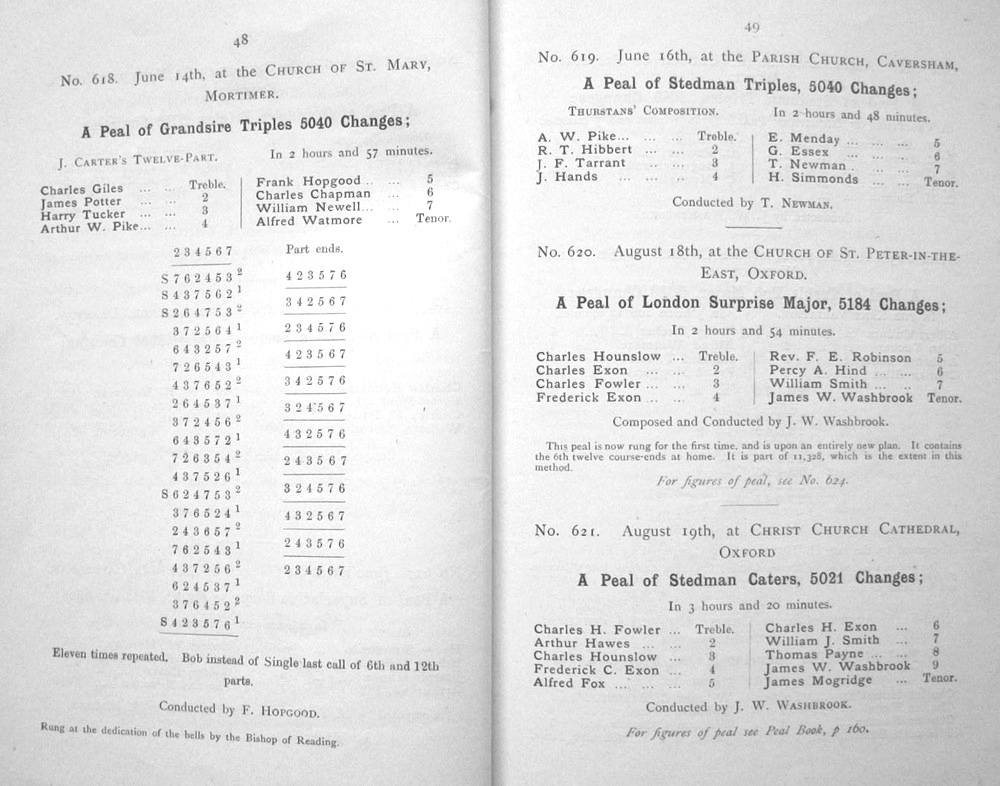 48
No. 618. June 14th, at the CHURCH OF ST. MARY,
MORTIMER.
A Peal of Grandsire Triples 5040 Changes;
J. CARTER'S TWELVE-PART. In 2 hours and 57 minutes.
Charles Giles ... ... Treble. Frank Hopgood .. ... 5
James Potter ... ... 2 Charles Chapman ... 6
Harry Tucker ... ... 3 William Newell... ... 7
Arthur W. Pike... ... 4 Alfred Watmore ... Tenor.
2 3 4 5 6 7 Part ends.
S 7 6 2 4 5 3 2 4 2 3 5 7 6
S 4 3 7 5 6 2 1
S 2 6 4 7 5 3 2 3 4 2 5 6 7
3 7 2 5 6 4 1 2 3 4 5 7 6
6 4 3 2 5 7 2
7 2 6 5 4 3 1 4 2 3 5 6 7
4 3 7 6 5 2 2 3 4 2 5 7 6
2 6 4 5 3 7 1 3 2 4 5 6 7
3 7 2 4 5 6 2
6 4 3 5 7 2 1 4 3 2 5 7 6
7 2 6 3 5 4 2 2 4 3 5 6 7
4 3 7 5 2 6 1
S 6 2 4 7 5 3 2 3 2 4 5 7 6
3 7 6 5 2 4 1 4 3 2 5 6 7
2 4 3 6 5 7 2
7 6 2 5 4 3 1 2 4 3 5 7 6
4 3 7 2 5 6 2 2 3 4 5 6 7
6 2 4 5 3 7 1
3 7 6 4 5 2 2
S 4 2 3 5 7 6 1
Eleven times repeated. Bob instead of Single last call of 6th and 12th
parts.
Conducted by F. HOPGOOD.
Rung at the dedication of the bells by the Bishop of Reading.
49
No. 619. June 16th, at the PARISH CHURCH, CAVERSHAM,
A Peal of Stedman Triples, 5040 Changes;
THURSTANS' COMPOSITION. In 2 hours and 48 minutes.
A. W. Pike... ... ... Treble. E. Menday ... ... ... 5
R. T. Hibbert ... ... 2 G. Essex ... ... ... 6
J. F. Tarrant ... ... 3 T. Newman ... ... ... 7
J. Hands ... ... ... 4 H. Simmonds ... ... Tenor.
Conducted by T. NEWMAN.
No. 620. August 18th, at the CHURCH OF ST. PETER-IN-THE-
EAST, OXFORD.
A Peal of London Surprise Major, 5184 Changes;
In 2 hours and 54 minutes.
Charles Hounslow ... Treble. Rev. F. E. Robinson 5
Charles Exon ... ... 2 Percy A. Hind ... ... 6
Charles Fowler ... ... 3 William Smith ... .. 7
Frederick Exon ... ... 4 James W. Washbrook Tenor.
Composed and Conducted by J. W. Washbrook.
This peal is now rung for the first time, and is upon an entirely new plan. It contains
the 6th twelve course-ends at home. It is part of 11,328, which is the extent in this
method.
For figures of peal, see No. 624.
No. 621. August 19th, at CHRIST CHURCH CATHEDRAL,
OXFORD
A Peal of Stedman Caters, 5021 Changes;
In 3 hours and 20 minutes.
Charles H. Fowler ... Treble. Charles H. Exon ... 6
Arthur Hawes ... ... 2 William J. Smith ... 7
Charles Hounslow ... 3 Thomas Payne ... ... 8
Frederick C. Exon ... 4 James W. Washbrook 9
Alfred Fox ... ... ... 5 James Mogridge ... Tenor.
Conducted by J. W. WASHBROOK.
For figures of peal see Peal Book, p 160.